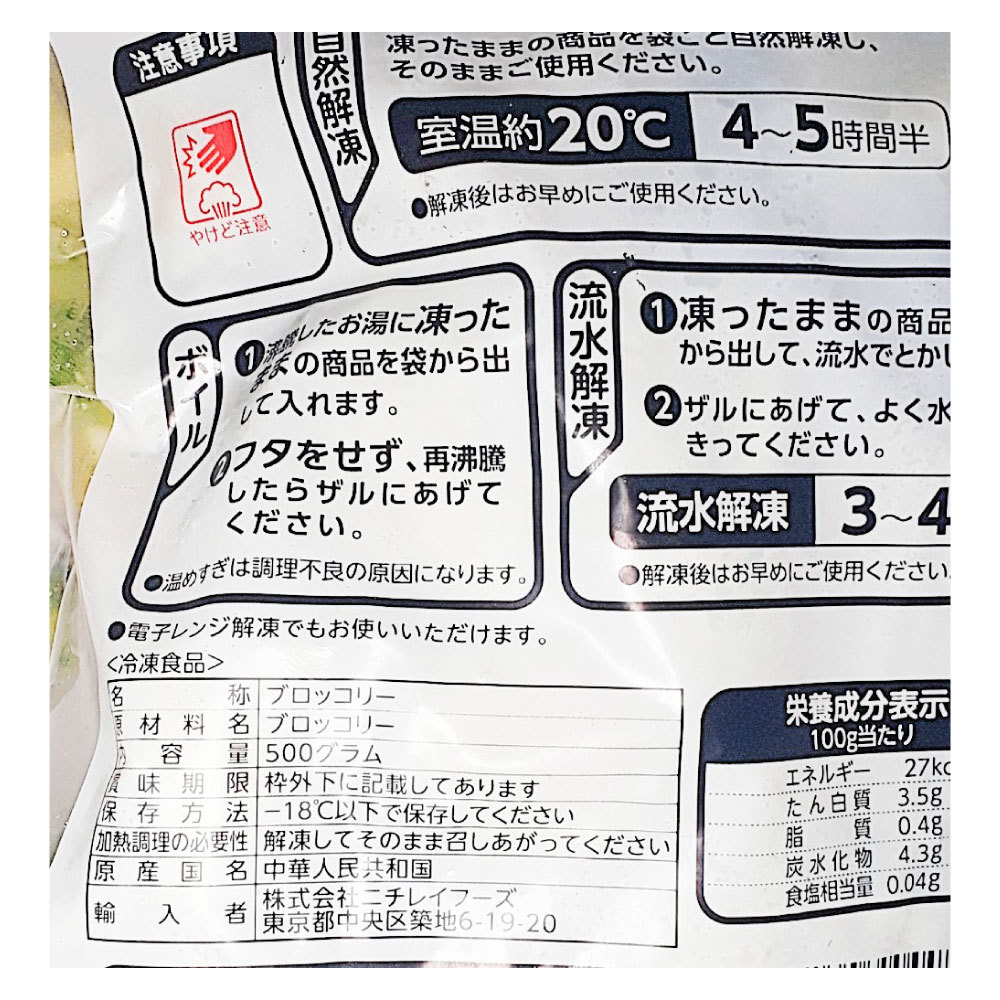 注意事項
やけど注意
自然解凍
凍ったままの商品を袋ごと自然解凍し、
そのままご使用ください。
室温約20℃ 4～5時間半
●解凍後はお早めにご使用ください。
ボイル
❶沸騰したお湯に凍った
ままの商品を袋から出
して入れます。
❷フタをせず、再沸騰
したらザルにあげて
ください。
●温めすぎは調理不良の原因になります。
流水解凍
❶凍ったままの商品
から出して、流水でとかし
❷ザルにあげて、よく水
きってください。
流水解凍 3～4
●解凍後はお早めにご使用ください
●電子レンジ解凍でもお使いいただけます。
<冷凍食品>
名称 ブロッコリー
原材料名 ブロッコリー
内容量 500グラム
賞味期限 枠外下に記載してあります
保存方法 −18℃以下で保存してください
加熱調理の必要性 解凍してそのまま召しあがってください
原産国名 中華人民共和国
輸入者 株式会社ニチレイフーズ
東京都中央区築地6-19-20
栄養成分表示
100g当たり
エネルギー 27kc
たん白質 3.5g
脂質 0.4g
炭水化物 4.3g
食塩相当量 0.04g